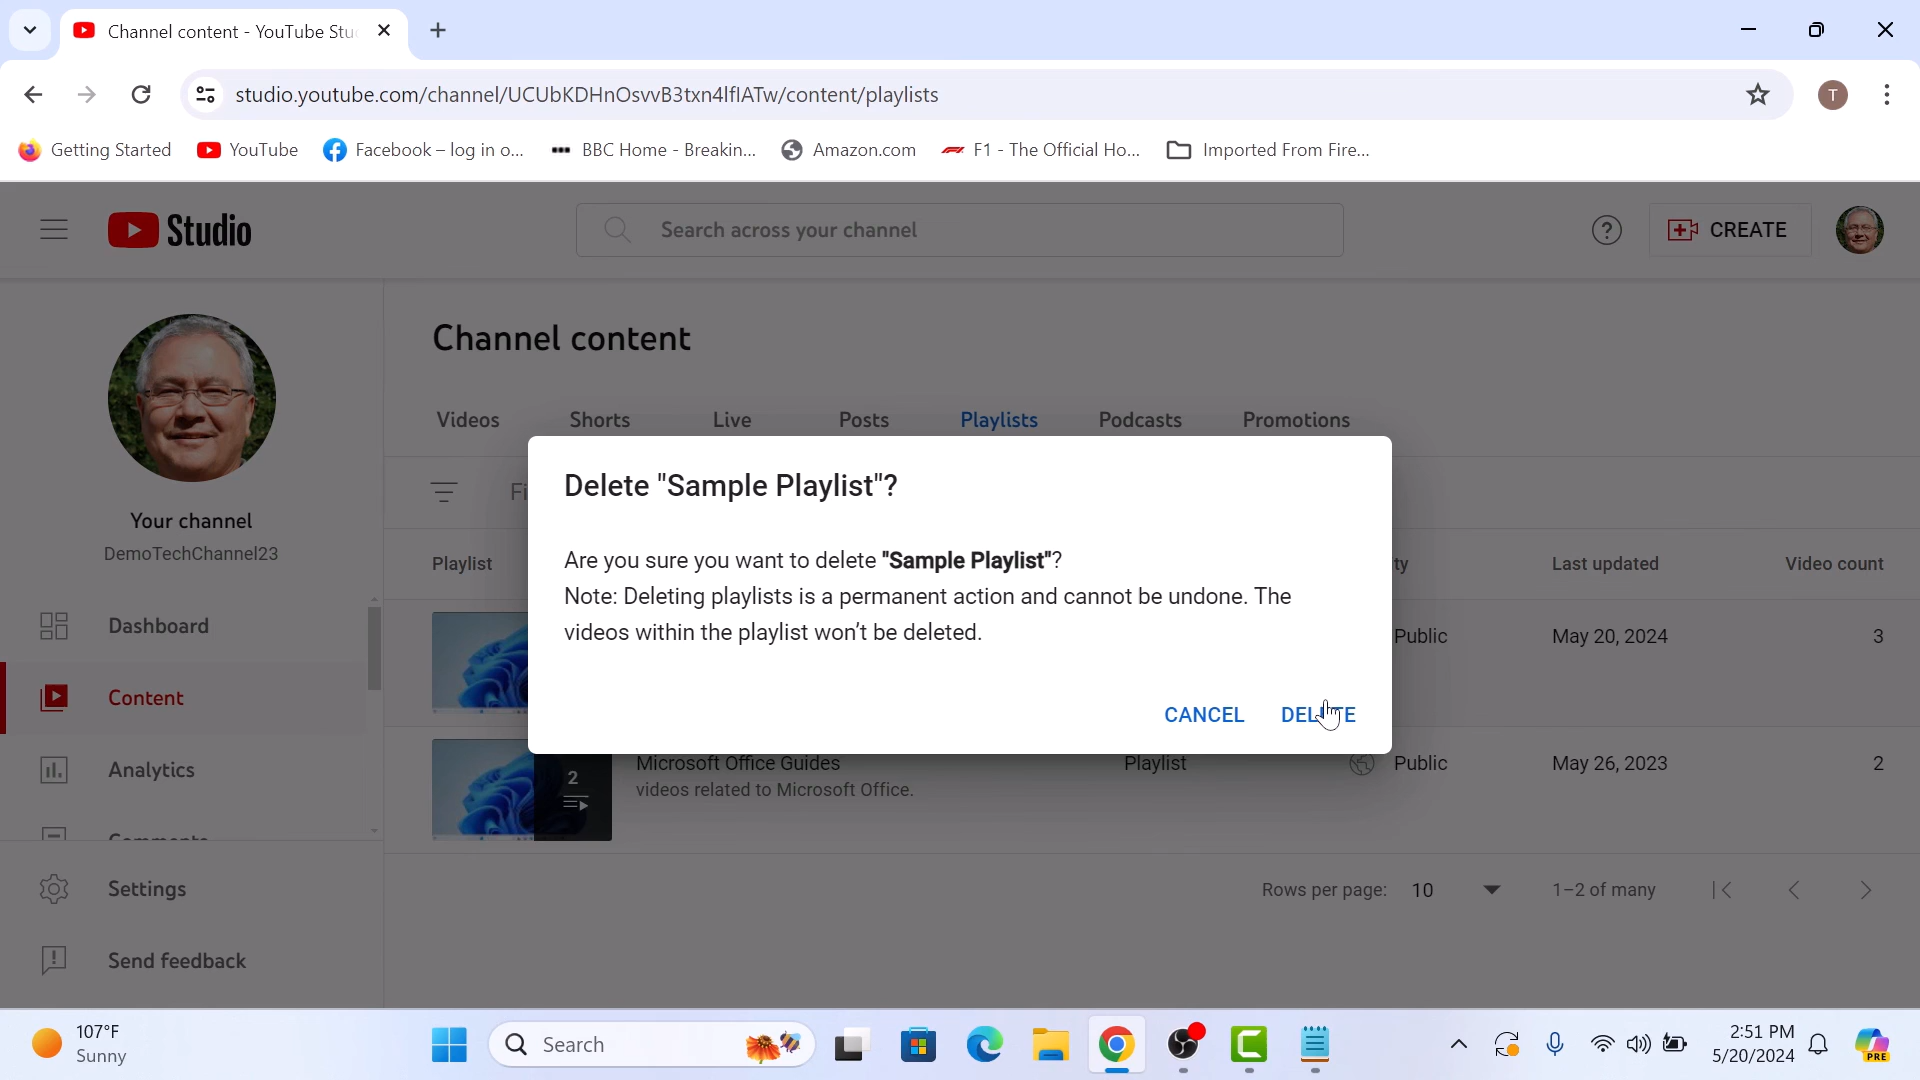 Channel content - YouTube Stu
studio.youtube.com/channel/UCUbKDHnOsvvB3txn4lflATw/content/playlists
T
Getting Started
YouTube
Facebook – log in o...
BBC Home - Breakin...
Amazon.com
F1 - The Official Ho...
Imported From Fire...
Studio
Search across your channel
CREATE
Channel content
Videos
Shorts
Live
Posts
Playlists
Podcasts
Promotions
Your channel
DemoTechChannel23
Dashboard
Content
Analytics
Comments
Settings
Send feedback
Fi
Playlist
ty
Last updated
Video count
Public
May 20, 2024
3
Delete "Sample Playlist"?
Are you sure you want to delete "Sample Playlist"?
Note: Deleting playlists is a permanent action and cannot be undone. The
videos within the playlist won't be deleted.
CANCEL
DELETE
2
Microsoft Office Guides
videos related to Microsoft Office.
Playlist
Public
May 26, 2023
2
Rows per page: 10
1–2 of many
107°F
Sunny
Search
2:51 PM
5/20/2024
PRE